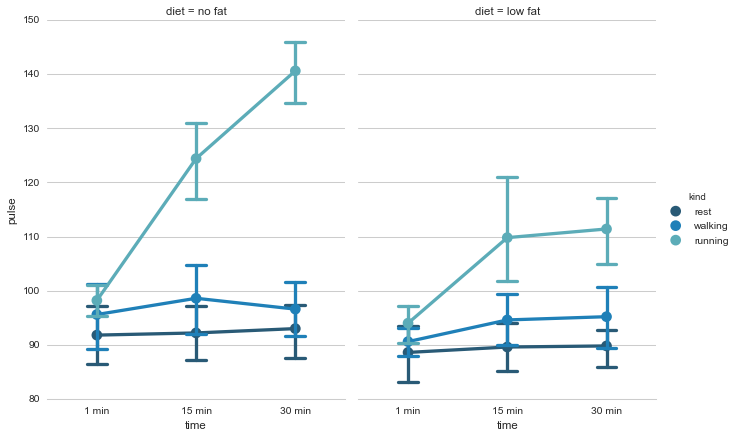 diet = no fat
diet = low fat
150
140
130
120
110
100
90
80
pulse
1 min
15 min
30 min
time
1 min
15 min
30 min
time
kind
rest
walking
running